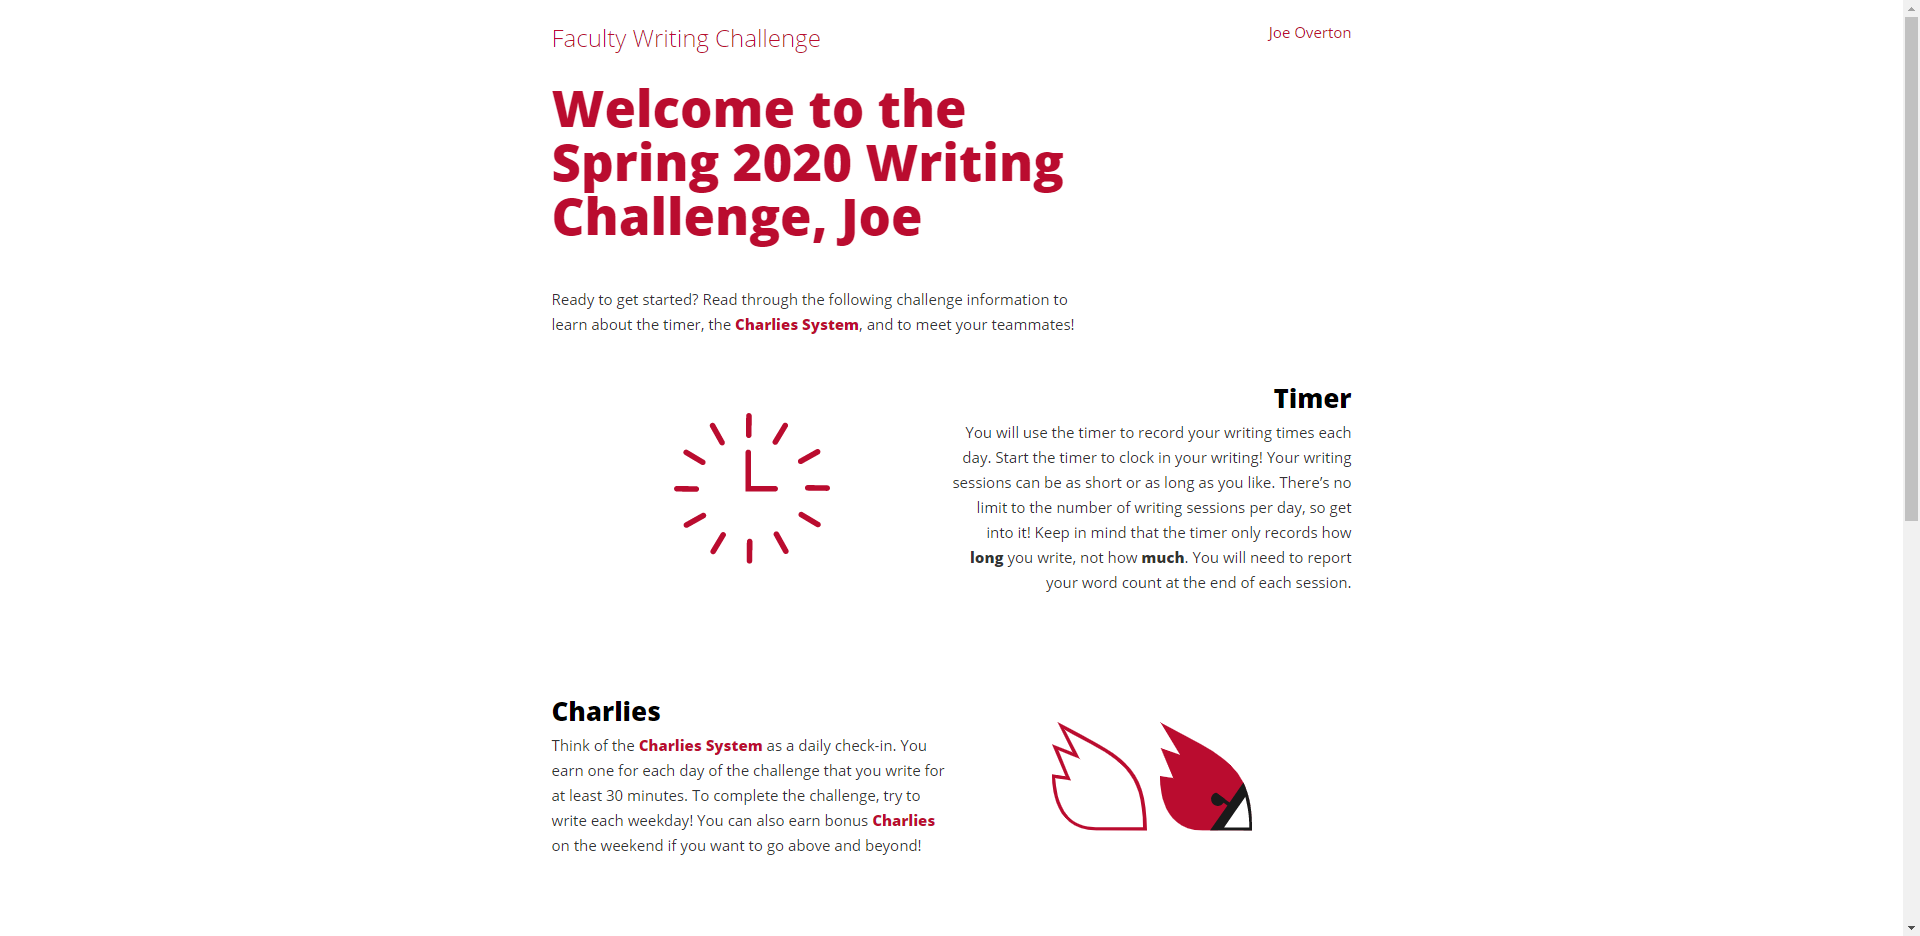 Faculty Writing Challenge
Joe Overton
Welcome to the
Spring 2020 Writing
Challenge, Joe
Ready to get started? Read through the following challenge information to
learn about the timer, the Charlies System, and to meet your teammates!
Timer
You will use the timer to record your writing times each
day. Start the timer to clock in your writing! Your writing
sessions can be as short or as long as you like. There’s no
limit to the number of writing sessions per day, so get
into it! Keep in mind that the timer only records how
long you write, not how much. You will need to report
your word count at the end of each session.
Charlies
Think of the Charlies System as a daily check-in. You
earn one for each day of the challenge that you write for
at least 30 minutes. To complete the challenge, try to
write each weekday! You can also earn bonus Charlies
on the weekend if you want to go above and beyond!